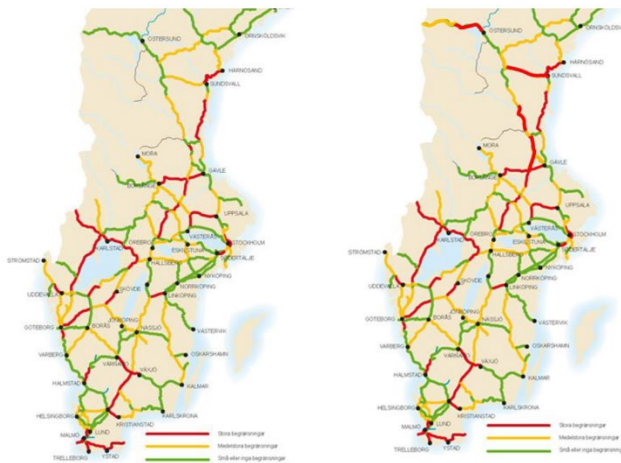 ÖSTERSUND
ÖRNSKÖLDSVIK
HÄRNÖSAND
SUNDSVALL
MORA
GÄVLE
BORLÄNGE
UPPSALA
VÄSTERÅS
KARLSTAD
ÖREBRO
ESKILSTUNA
STOCKHOLM
SÖDERTÄLJE
STRÖMSTAD
HALLSBERG
NYKÖPING
NORRKÖPING
UDDEVALLA
SKÖVDE
LINKÖPING
GÖTEBORG
BORÅS
JÖNKÖPING
NÄSSJÖ
VÄSTERVIK
VARBERG
OSKARSHAMN
VÄRNAMO
VÄXJÖ
HALMSTAD
KALMAR
HELSINGBORG
KARLSKRONA
KRISTIANSTAD
LUND
MALMÖ
TRELLEBORG
YSTAD
Stora begränsningar
Medelstora begränsningar
Små eller inga begränsningar
ÖSTERSUND
ÖRNSKÖLDSVIK
HÄRNÖSAND
SUNDSVALL
MORA
GÄVLE
BORLÄNGE
UPPSALA
VÄSTERÅS
KARLSTAD
ÖREBRO
ESKILSTUNA
STOCKHOLM
SÖDERTÄLJE
STRÖMSTAD
HALLSBERG
NYKÖPING
NORRKÖPING
UDDEVALLA
SKÖVDE
LINKÖPING
GÖTEBORG
BORÅS
JÖNKÖPING
NÄSSJÖ
VÄSTERVIK
VARBERG
OSKARSHAMN
VÄRNAMO
VÄXJÖ
HALMSTAD
KALMAR
HELSINGBORG
KARLSKRONA
KRISTIANSTAD
LUND
MALMÖ
TRELLEBORG
YSTAD
Stora begränsningar
Medelstora begränsningar
Små eller inga begränsningar